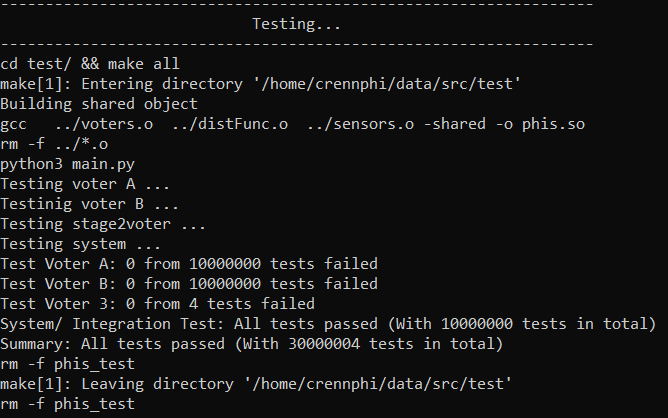 -----------------------------------------------------------------
Testing...
-----------------------------------------------------------------
cd test/ && make all
make[1]: Entering directory '/home/crennphi/data/src/test'
Building shared object
gcc   ../voters.o  ../distFunc.o  ../sensors.o -shared -o phis.so
rm -f ../*.o
python3 main.py
Testing voter A ...
Testinig voter B ...
Testing stage2voter ...
Testing system ...
Test Voter A: 0 from 10000000 tests failed
Test Voter B: 0 from 10000000 tests failed
Test Voter 3: 0 from 4 tests failed
System/ Integration Test: All tests passed (With 10000000 tests in total)
Summary: All tests passed (With 30000004 tests in total)
rm -f phis_test
make[1]: Leaving directory '/home/crennphi/data/src/test'
rm -f phis_test